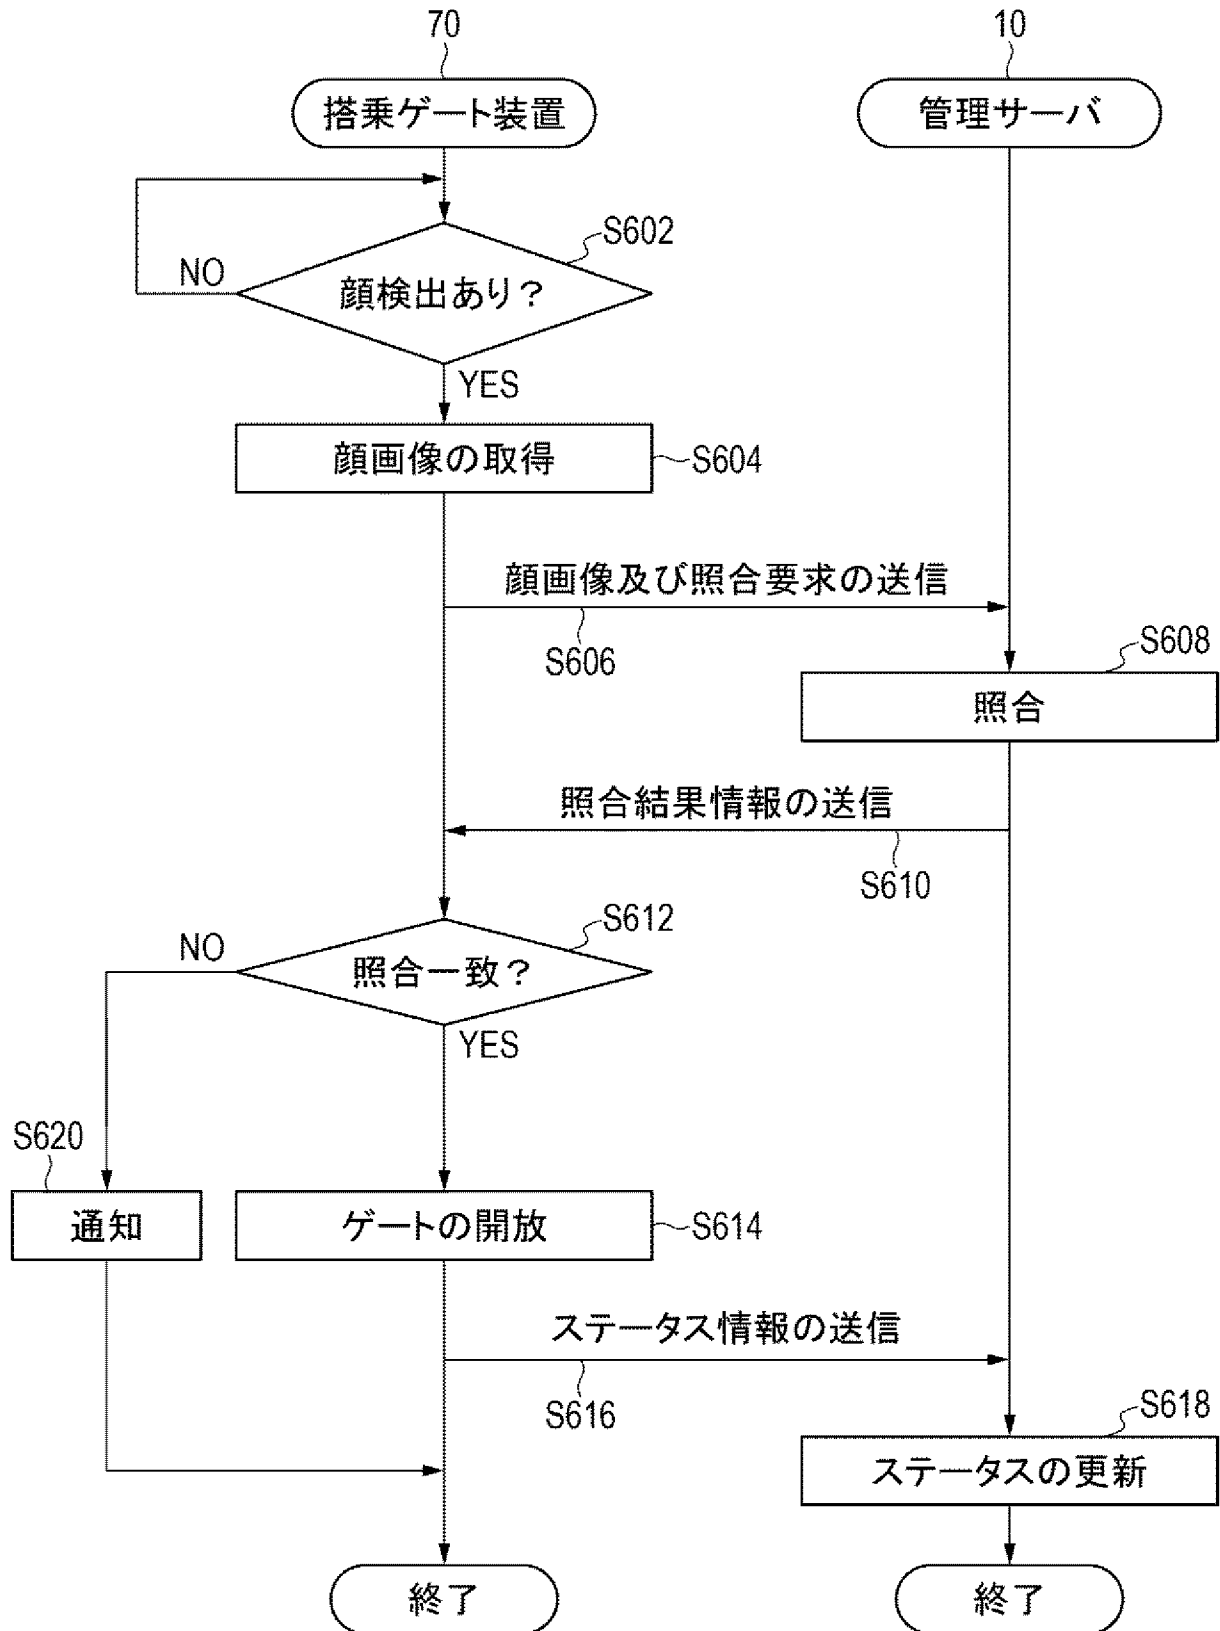 70
10
搭乗ゲート装置
管理サーバ
S602
NO
顔検出あり？
YES
顔画像の取得
S604
顔画像及び照合要求の送信
S606
S608
照合
照合結果情報の送信
S610
S612
NO
照合一致？
YES
S620
通知
ゲートの開放
S614
ステータス情報の送信
S616
S618
ステータスの更新
終了
終了